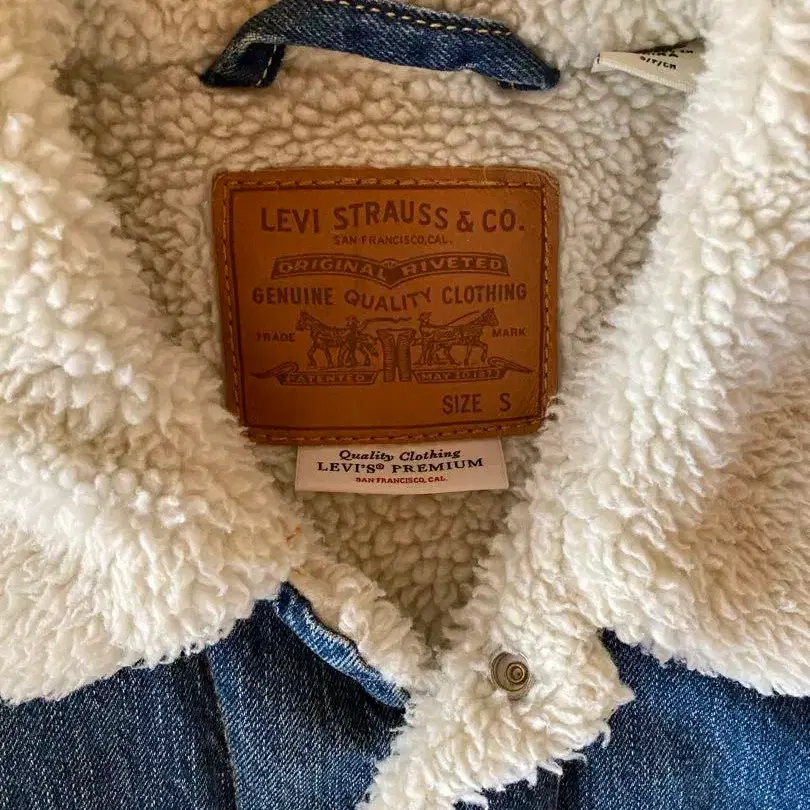 S/T/CH
LEVI STRAUSS & CO.
SAN FRANCISCO, CAL.
ORIGINAL RIVETED
GENUINE QUALITY CLOTHING
TRADE MARK
PATENTED MAY 20 1873
SIZE S
Quality Clothing
LEVI'S® PREMIUM
SAN FRANCISCO, CAL.